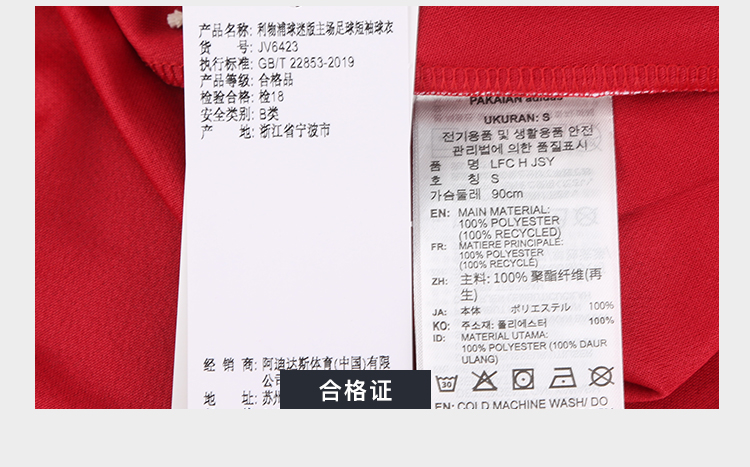 产品名称: 利物浦球迷版主场足球短袖球衣
货 号: JV6423
执行标准: GB/T 22853-2019
产品等级: 合格品
检验合格: 检18
安全类别: B类
产 地: 浙江省宁波市
经 销 商: 阿迪达斯体育(中国)有限
公司
地 址: 苏州
合格证
PAKAIAN adidas
UKURAN: S
전기용품 및 생활용품 안전
관리법에 의한 품질표시
품 명 LFC H JSY
호 칭 S
가슴둘레 90cm
EN: MAIN MATERIAL:
100% POLYESTER
(100% RECYCLED)
FR: MATIERE PRINCIPALE:
100% POLYESTER
(100% RECYCLÉ)
ZH: 主料: 100% 聚酯纤维(再
生)
JA: 本体 ポリエステル 100%
KO: 주소재: 폴리에스터 100%
ID: MATERIAL UTAMA:
100% POLYESTER (100% DAUR
ULANG)
30
EN: COLD MACHINE WASH/ DO